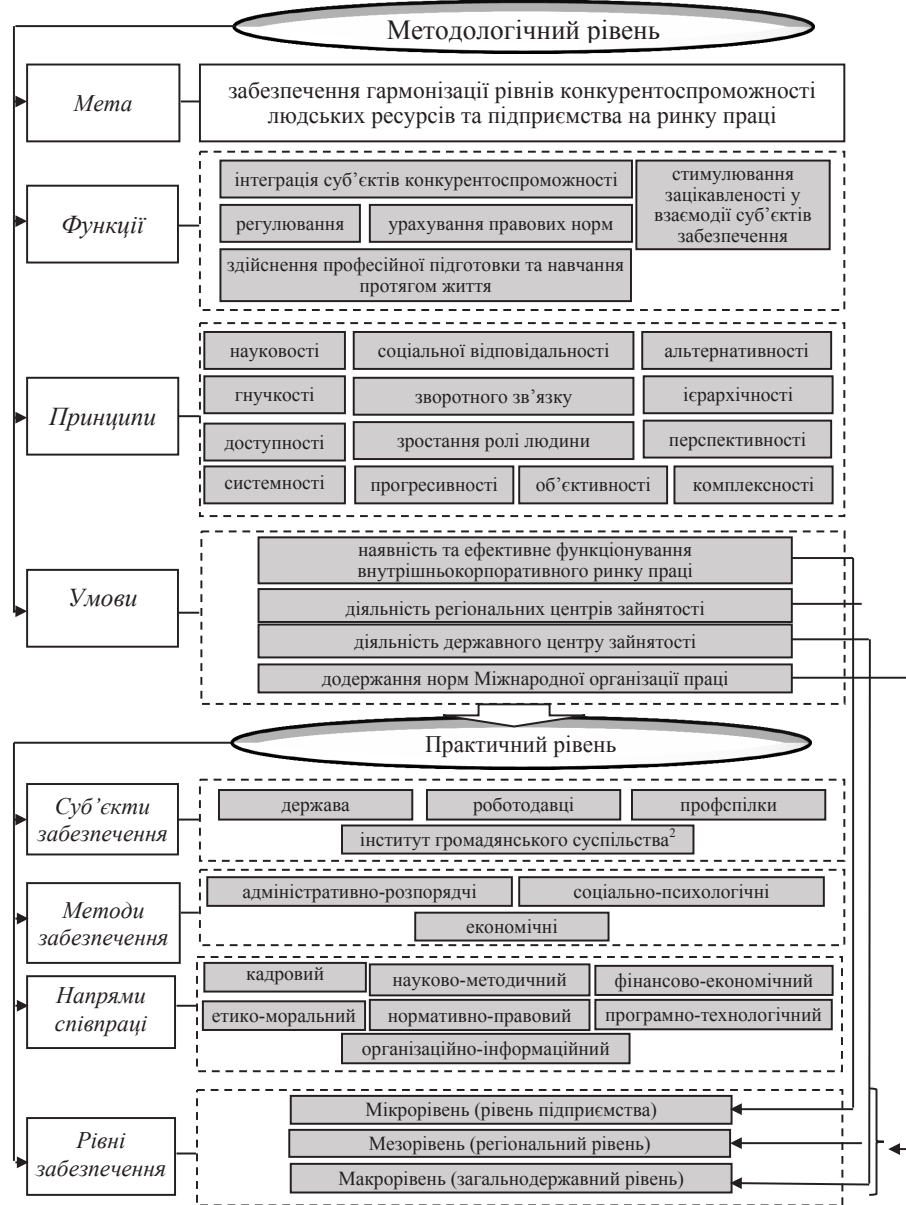 Методологічний рівень
Мета
забезпечення гармонізації рівнів конкурентоспроможності
людських ресурсів та підприємства на ринку праці
Функції
інтеграція суб’єктів конкурентоспроможності
стимулювання
зацікавленості у
взаємодії суб’єктів
забезпечення
регулювання
урахування правових норм
здійснення професійної підготовки та навчання
протягом життя
Принципи
науковості
соціальної відповідальності
альтернативності
гнучкості
зворотного зв’язку
ієрархічності
доступності
зростання ролі людини
перспективності
системності
прогресивності
об’єктивності
комплексності
Умови
наявність та ефективне функціонування
внутрішньокорпоративного ринку праці
діяльність регіональних центрів зайнятості
діяльність державного центру зайнятості
додержання норм Міжнародної організації праці
Практичний рівень
Суб’єкти
забезпечення
держава
роботодавці
профспілки
інститут громадянського суспільства²
Методи
забезпечення
адміністративно-розпорядчі
соціально-психологічні
економічні
Напрями
співпраці
кадровий
науково-методичний
фінансово-економічний
етико-моральний
нормативно-правовий
програмно-технологічний
організаційно-інформаційний
Рівні
забезпечення
Мікрорівень (рівень підприємства)
Мезорівень (регіональний рівень)
Макрорівень (загальнодержавний рівень)